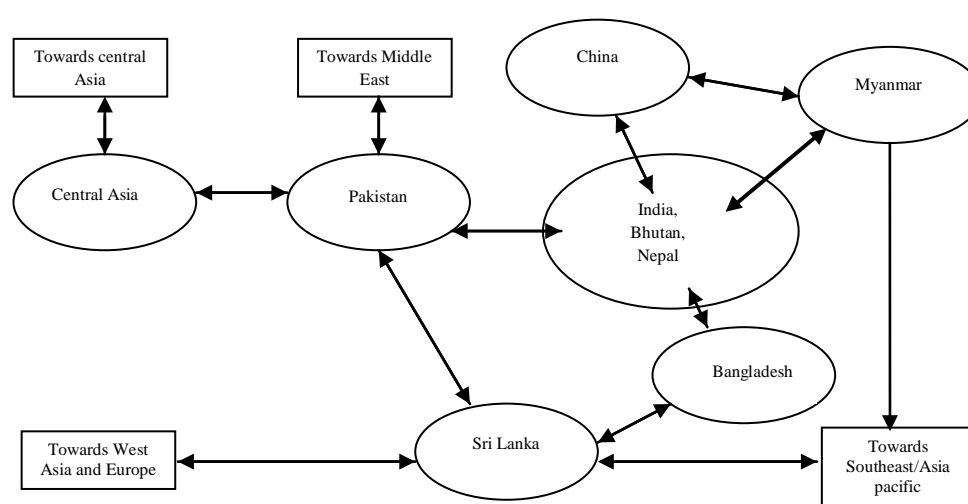 Towards central
Asia
Towards Middle
East
China
Myanmar
Central Asia
Pakistan
India,
Bhutan,
Nepal
Bangladesh
Sri Lanka
Towards West
Asia and Europe
Towards
Southeast/Asia
pacific